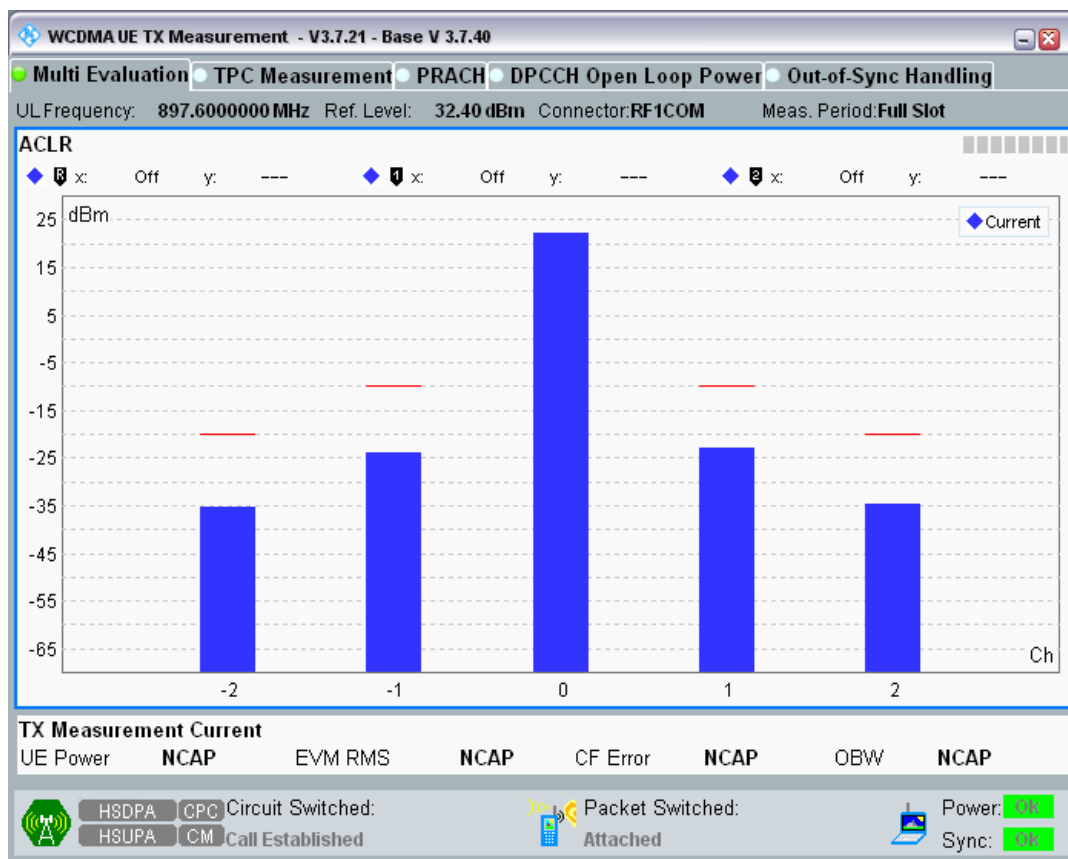 WCDMA UE TX Measurement - V3.7.21 - Base V 3.7.40
Multi Evaluation TPC Measurement PRACH DPCCH Open Loop Power Out-of-Sync Handling
UL Frequency: 897.6000000 MHz Ref. Level: 32.40 dBm Connector:RF1COM Meas. Period:Full Slot
ACLR
R x: Off y: --- 1 x: Off y: --- 2 x: Off y: ---
dBm
Current
25
15
5
-5
-15
-25
-35
-45
-55
-65
Ch
-2 -1 0 1 2
TX Measurement Current
UE Power NCAP EVM RMS NCAP CF Error NCAP OBW NCAP
HSDPA CPC Circuit Switched: Packet Switched: Power: Ok
HSUPA CM Call Established Attached Sync: Ok